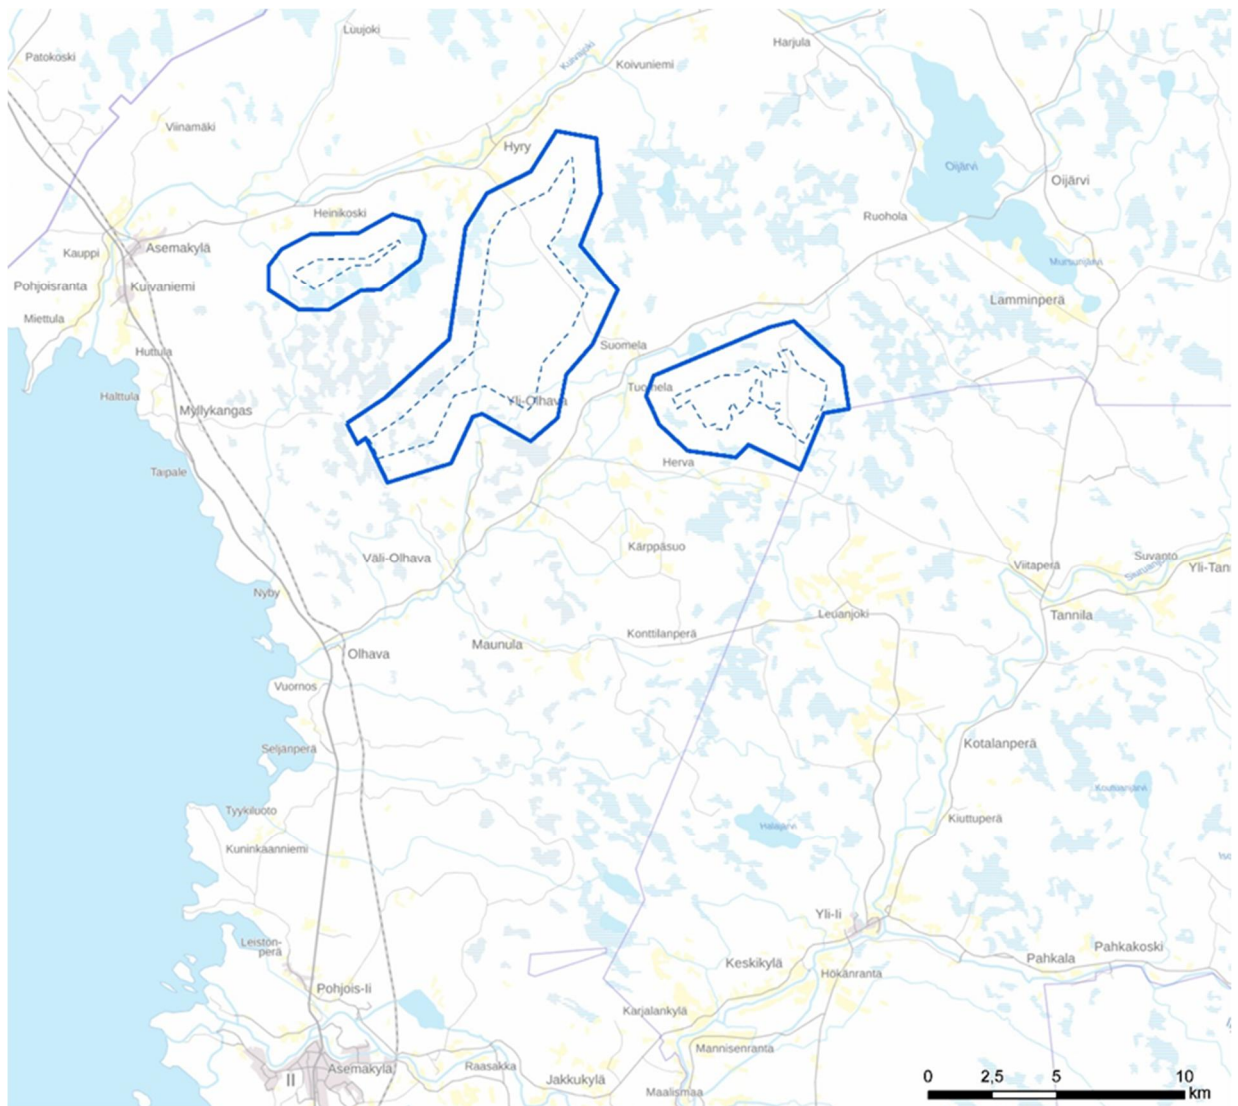 Luujoki
Patokoski
Kuivajoki
Koivuniemi
Harjula
Viinamäki
Hyry
Oijärvi
Oijärvi
Heinikoski
Ruohola
Kauppi
Asemakylä
Pohjoisranta
Kuivaniemi
Lamminperä
Miettula
Huttula
Suomela
Halttula
Myllykangas
Yli-Olhava
Herva
Taipale
Kärppäsuo
Väli-Olhava
Nyby
Viitaperä
Suvanto
Yli-Tan
Leuanjoki
Tannila
Konttilanperä
Maunula
Olhava
Vuornos
Seljänperä
Kotalanperä
Tyykiluoto
Kiuttuperä
Kuninkaanniemi
Yli-Ii
Leiston-
perä
Keskikylä
Hökänranta
Pahkala
Pahkakoski
Pohjois-Ii
Karjalankylä
Mannisenranta
Asemakylä
Raasakka
Jakkukylä
Maalismaa
II
0 2,5 5 10
km